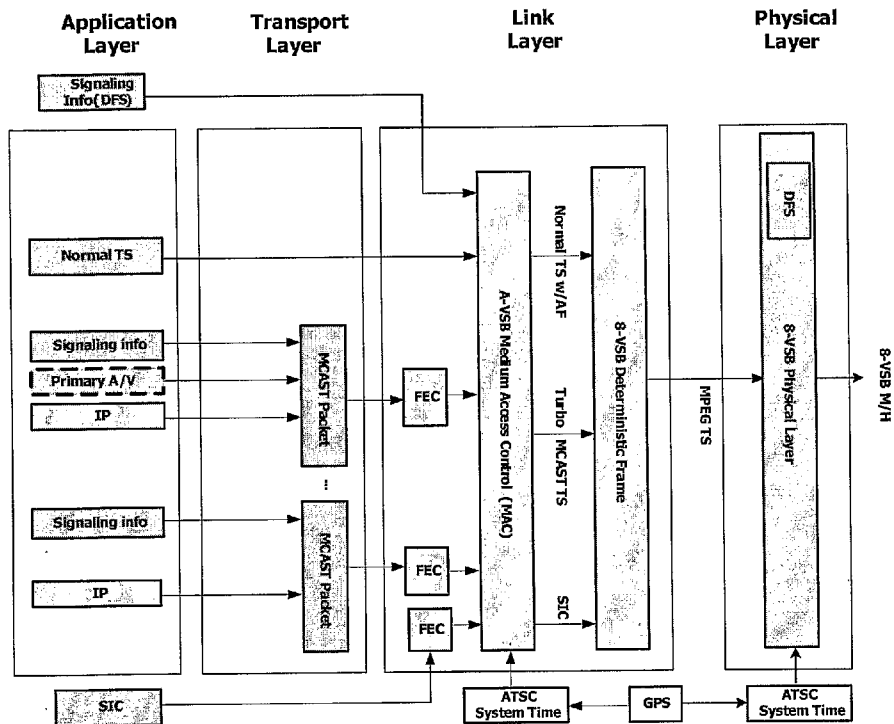 Application
Layer
Transport
Layer
Link
Layer
Physical
Layer
Signaling
Info(DFS)
Normal TS
Signaling info
Primary A/V
IP
Signaling info
IP
SIC
MCAST Packet
...
MCAST Packet
FEC
FEC
FEC
A-VSB Medium Access Control (MAC)
Normal TS w/AF
Turbo MCAST TS
SIC
8-VSB Deterministic Frame
MPEG TS
DFS
8-VSB Physical Layer
8-VSB M/H
ATSC
System Time
GPS
ATSC
System Time